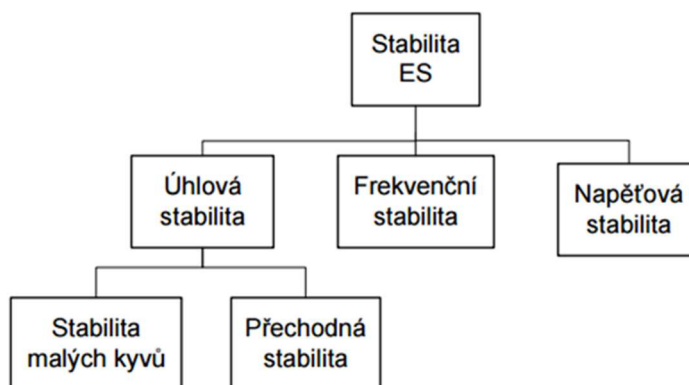 Stabilita
ES
Úhlová
stabilita
Frekvenční
stabilita
Napěťová
stabilita
Stabilita
malých kyvů
Přechodná
stabilita